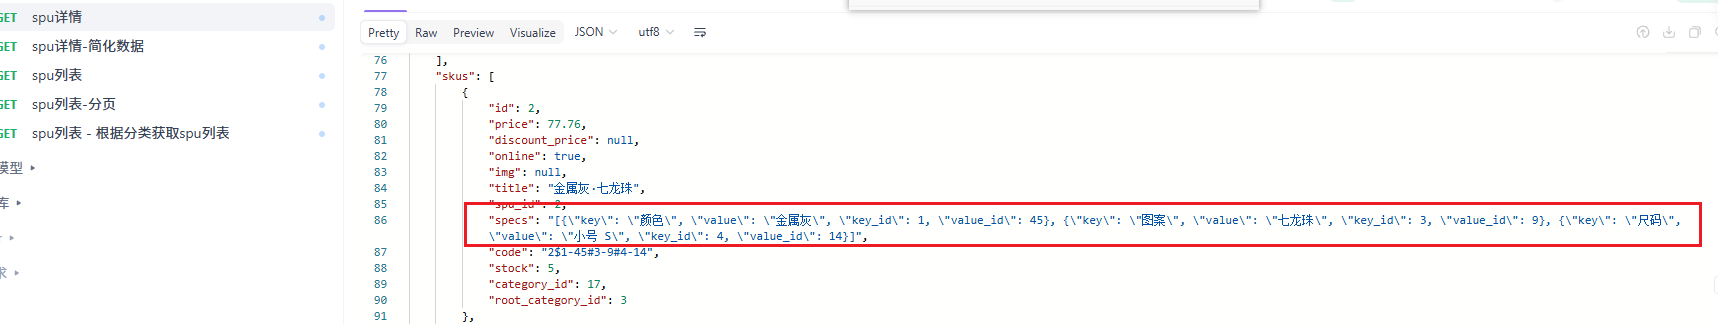 GET spu详情
GET spu详情-简化数据
GET spu列表
GET spu列表-分页
GET spu列表 - 根据分类获取spu列表
模型
库
求
Pretty Raw Preview Visualize JSON utf8
76 ],
77 "skus": [
78 {
79 "id": 2,
80 "price": 77.76,
81 "discount_price": null,
82 "online": true,
83 "img": null,
84 "title": "金属灰·七龙珠",
85 "spu_id": 2,
86 "specs": "[{\"key\": \"颜色\", \"value\": \"金属灰\", \"key_id\": 1, \"value_id\": 45}, {\"key\": \"图案\", \"value\": \"七龙珠\", \"key_id\": 3, \"value_id\": 9}, {\"key\": \"尺码\",
\"value\": \"小号 S\", \"key_id\": 4, \"value_id\": 14}]",
87 "code": "2$1-45#3-9#4-14",
88 "stock": 5,
89 "category_id": 17,
90 "root_category_id": 3
91 },